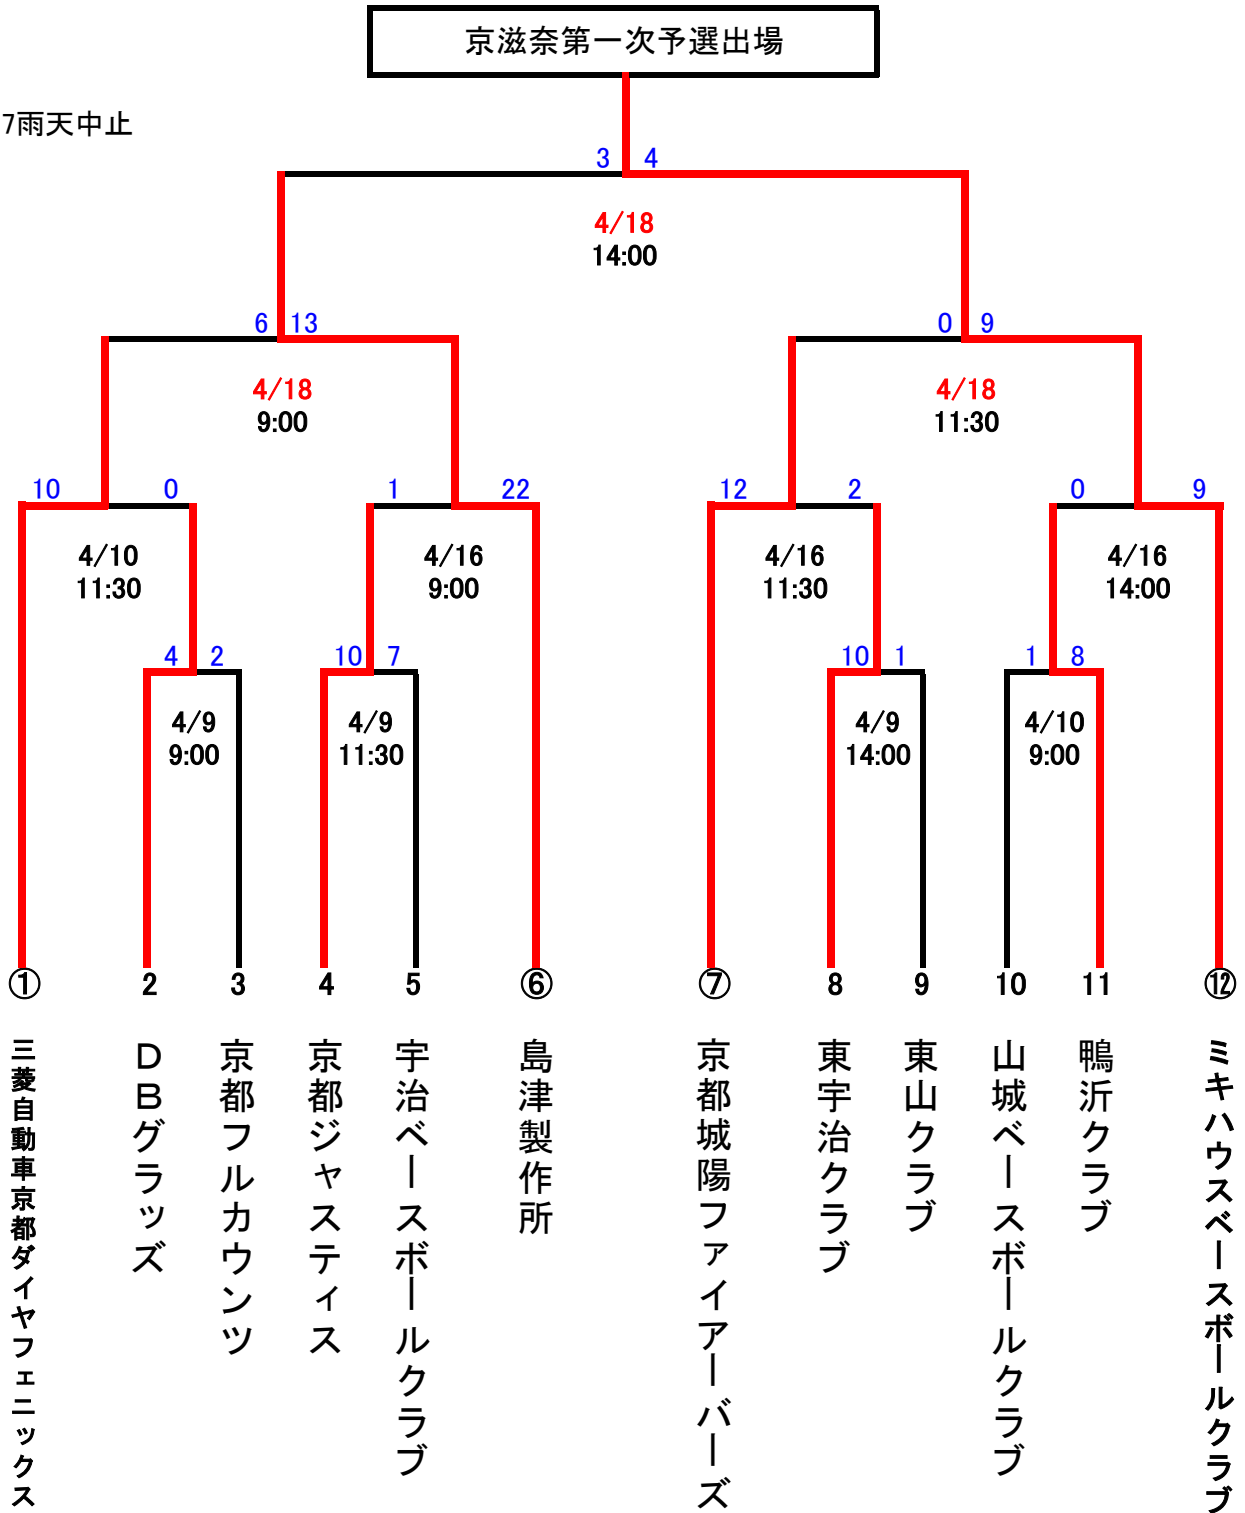 京滋奈第一次予選出場
7雨天中止
3 4
4/18
14:00
6 13
0 9
4/18
9:00
4/18
11:30
10 0
1 22
12 2
0 9
4/10
11:30
4/16
9:00
4/16
11:30
4/16
14:00
4 2
10 7
10 1
1 8
4/9
9:00
4/9
11:30
4/9
14:00
4/10
9:00
① 2 3 4 5 ⑥ ⑦ 8 9 10 11 ⑫
三菱自動車京都ダイヤフェニックス
DBグラッズ
京都フルカウンツ
京都ジャスティス
宇治ベースボールクラブ
島津製作所
京都城陽ファイアーバーズ
東宇治クラブ
東山クラブ
山城ベースボールクラブ
鴨沂クラブ
ミキハウスベースボールクラブ